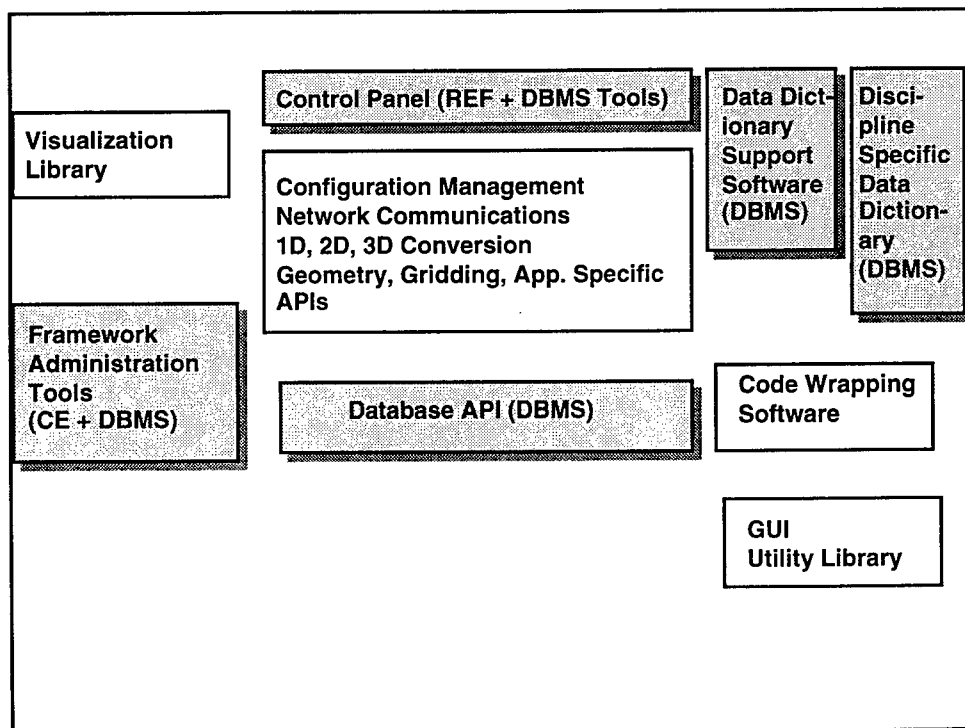 Visualization
Library
Control Panel (REF + DBMS Tools)
Configuration Management
Network Communications
1D, 2D, 3D Conversion
Geometry, Gridding, App. Specific
APIs
Data Dict-
ionary
Support
Software
(DBMS)
Disci-
pline
Specific
Data
Diction-
ary
(DBMS)
Framework
Administration
Tools
(CE + DBMS)
Database API (DBMS)
Code Wrapping
Software
GUI
Utility Library